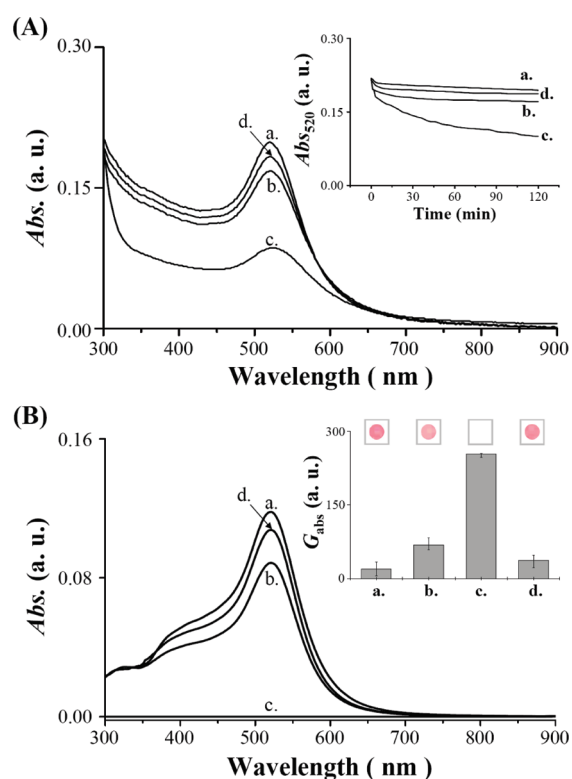 (A)
0.30
0.15
0.00
Abs. (a. u.)
d.
a.
b.
c.
300 400 500 600 700 800 900
Wavelength ( nm )
0.30
0.15
0.00
Abs520 (a. u.)
a.
d.
b.
c.
0 30 60 90 120
Time (min)
(B)
0.16
0.08
0.00
Abs. (a. u.)
d.
a.
b.
c.
300 400 500 600 700 800 900
Wavelength ( nm )
300
150
0
Gabs (a. u.)
a. b. c. d.